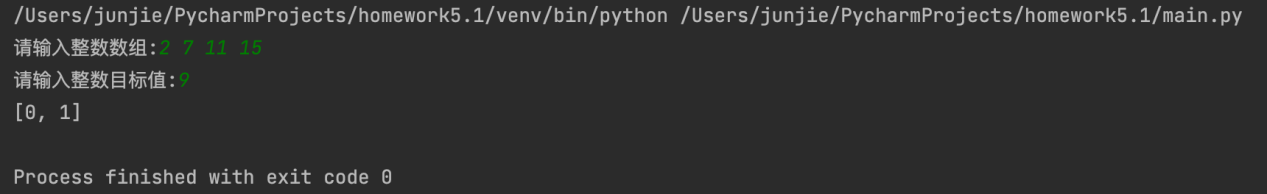 /Users/junjie/PycharmProjects/homework5.1/venv/bin/python /Users/junjie/PycharmProjects/homework5.1/main.py
请输入整数数组:2 7 11 15
请输入整数目标值:9
[0, 1]
Process finished with exit code 0